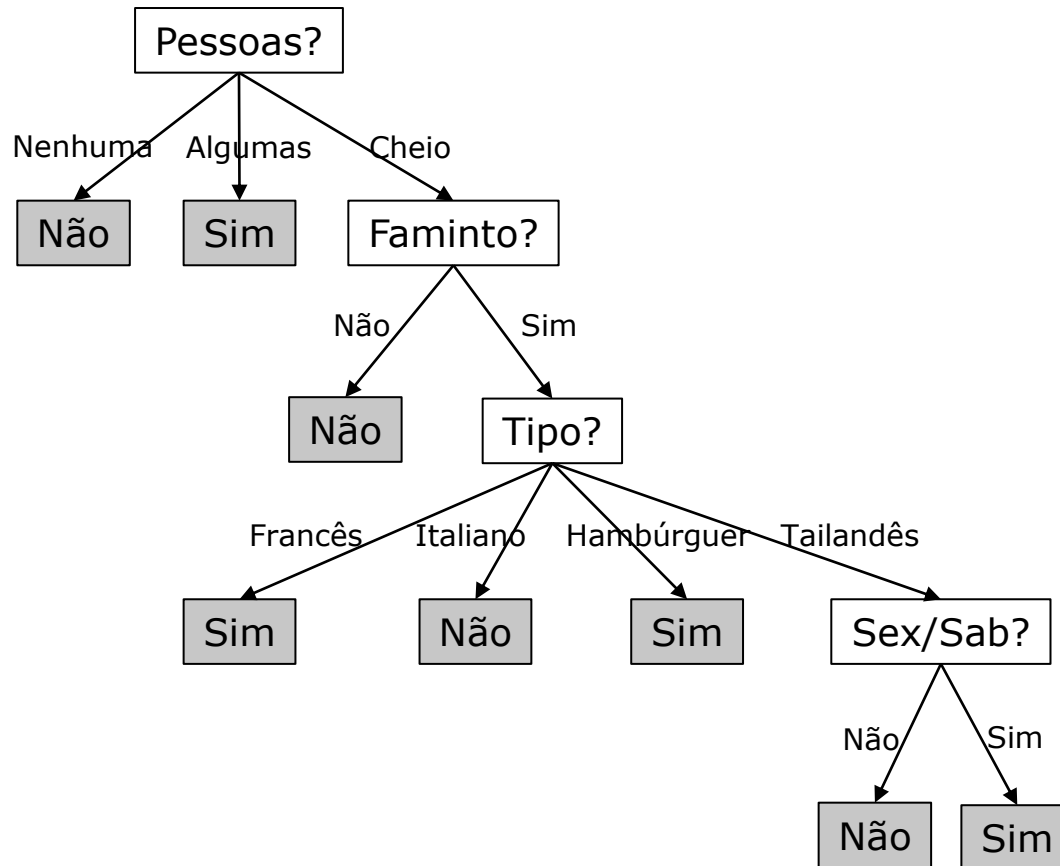 Pessoas?
Nenhuma Algumas Cheio
Não Sim Faminto?
Não Sim
Não Tipo?
Francês Italiano Hambúrguer Tailandês
Sim Não Sim Sex/Sab?
Não Sim
Não Sim